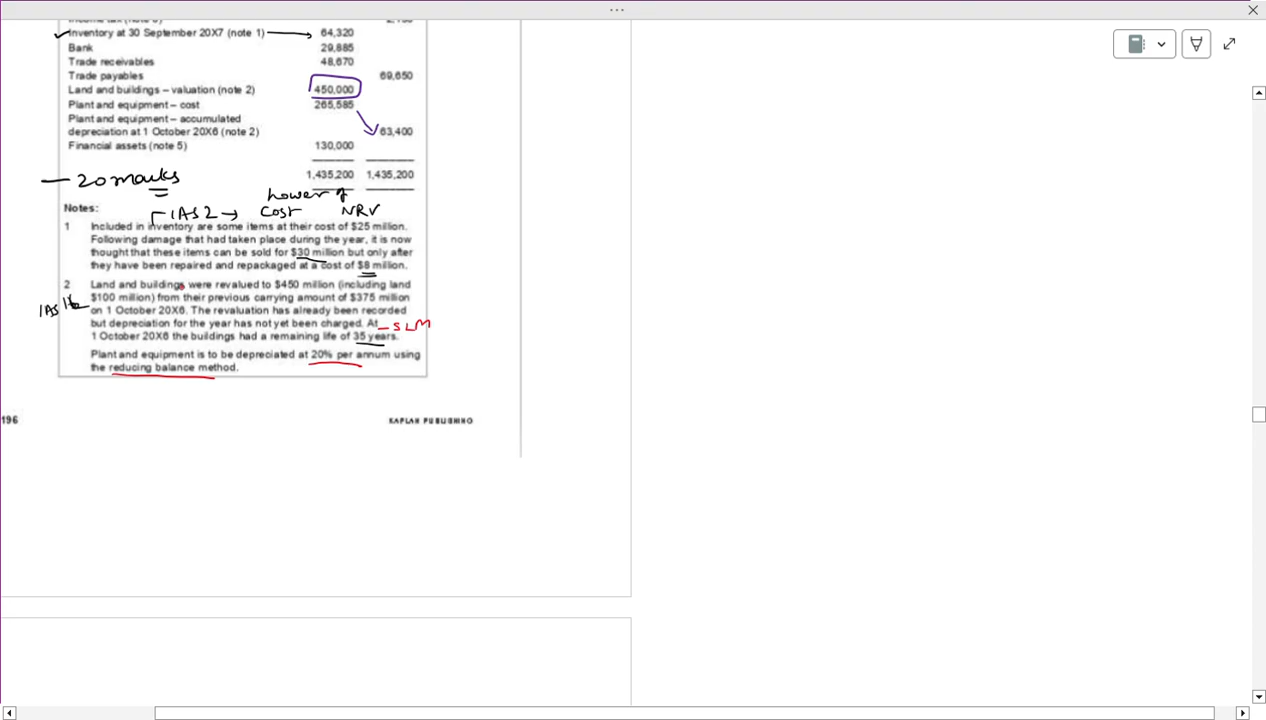 Inventory at 30 September 20X7 (note 1) 64,320
Bank 29,885
Trade receivables 48,670
Trade payables 69,650
Land and buildings – valuation (note 2) 450,000
Plant and equipment – cost 265,585
Plant and equipment – accumulated
depreciation at 1 October 20X6 (note 2) 63,400
Financial assets (note 5) 130,000
1,435,200 1,435,200
– 20 marks
Lower of
Notes: IAS 2 → Cost NRV
1 Included in inventory are some items at their cost of $25 million.
Following damage that had taken place during the year, it is now
thought that these items can be sold for $30 million but only after
they have been repaired and repackaged at a cost of $8 million.
2 Land and buildings were revalued to $450 million (including land
$100 million) from their previous carrying amount of $375 million
IAS 16
on 1 October 20X6. The revaluation has already been recorded
but depreciation for the year has not yet been charged. At
– SLM
1 October 20X6 the buildings had a remaining life of 35 years.
Plant and equipment is to be depreciated at 20% per annum using
the reducing balance method.
196 KAPLAN PUBLISHING